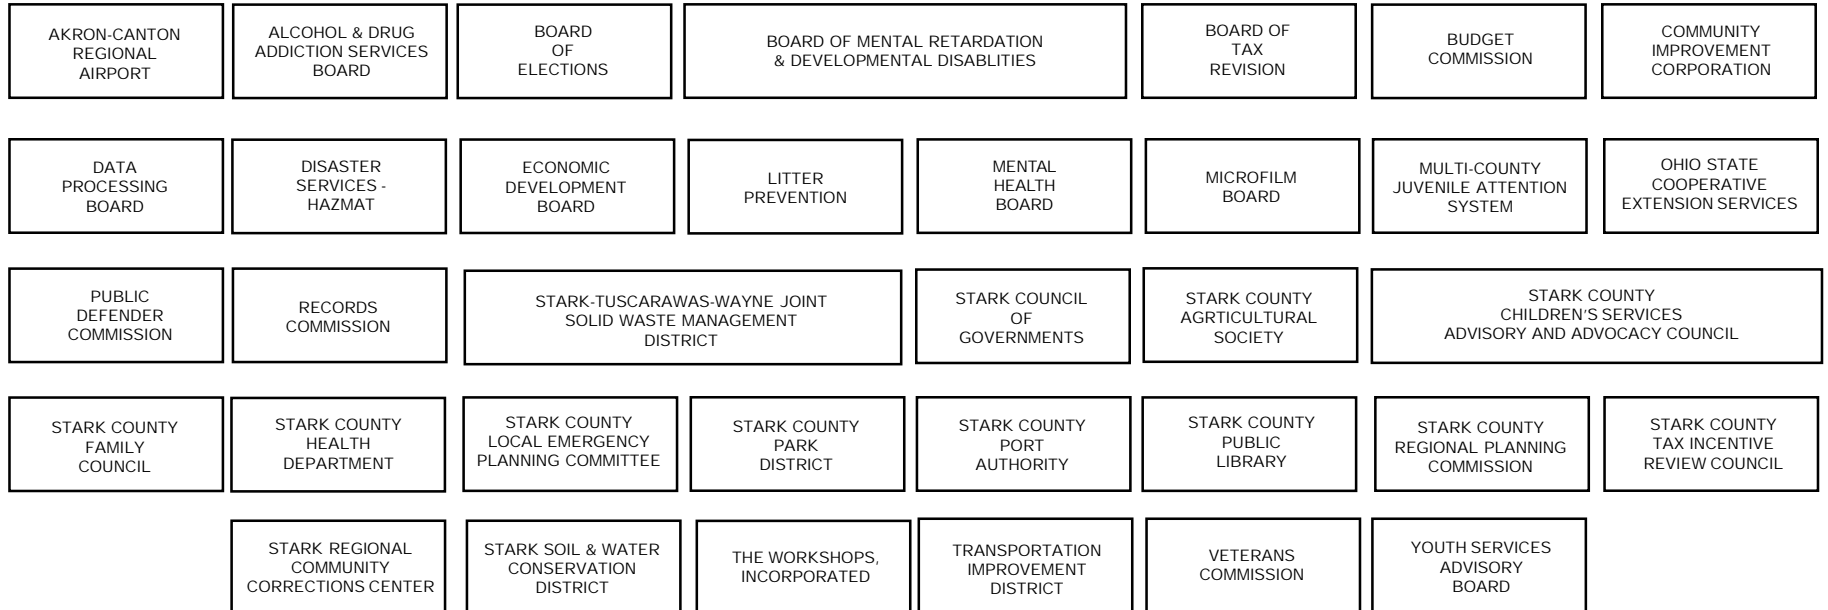 AKRON-CANTON
REGIONAL
AIRPORT
ALCOHOL & DRUG
ADDICTION SERVICES
BOARD
BOARD
OF
ELECTIONS
BOARD OF MENTAL RETARDATION
& DEVELOPMENTAL DISABLITIES
BOARD OF
TAX
REVISION
BUDGET
COMMISSION
COMMUNITY
IMPROVEMENT
CORPORATION
DATA
PROCESSING
BOARD
DISASTER
SERVICES -
HAZMAT
ECONOMIC
DEVELOPMENT
BOARD
LITTER
PREVENTION
MENTAL
HEALTH
BOARD
MICROFILM
BOARD
MULTI-COUNTY
JUVENILE ATTENTION
SYSTEM
OHIO STATE
COOPERATIVE
EXTENSION SERVICES
PUBLIC
DEFENDER
COMMISSION
RECORDS
COMMISSION
STARK-TUSCARAWAS-WAYNE JOINT
SOLID WASTE MANAGEMENT
DISTRICT
STARK COUNCIL
OF
GOVERNMENTS
STARK COUNTY
AGRTICULTURAL
SOCIETY
STARK COUNTY
CHILDREN'S SERVICES
ADVISORY AND ADVOCACY COUNCIL
STARK COUNTY
FAMILY
COUNCIL
STARK COUNTY
HEALTH
DEPARTMENT
STARK COUNTY
LOCAL EMERGENCY
PLANNING COMMITTEE
STARK COUNTY
PARK
DISTRICT
STARK COUNTY
PORT
AUTHORITY
STARK COUNTY
PUBLIC
LIBRARY
STARK COUNTY
REGIONAL PLANNING
COMMISSION
STARK COUNTY
TAX INCENTIVE
REVIEW COUNCIL
STARK REGIONAL
COMMUNITY
CORRECTIONS CENTER
STARK SOIL & WATER
CONSERVATION
DISTRICT
THE WORKSHOPS,
INCORPORATED
TRANSPORTATION
IMPROVEMENT
DISTRICT
VETERANS
COMMISSION
YOUTH SERVICES
ADVISORY
BOARD